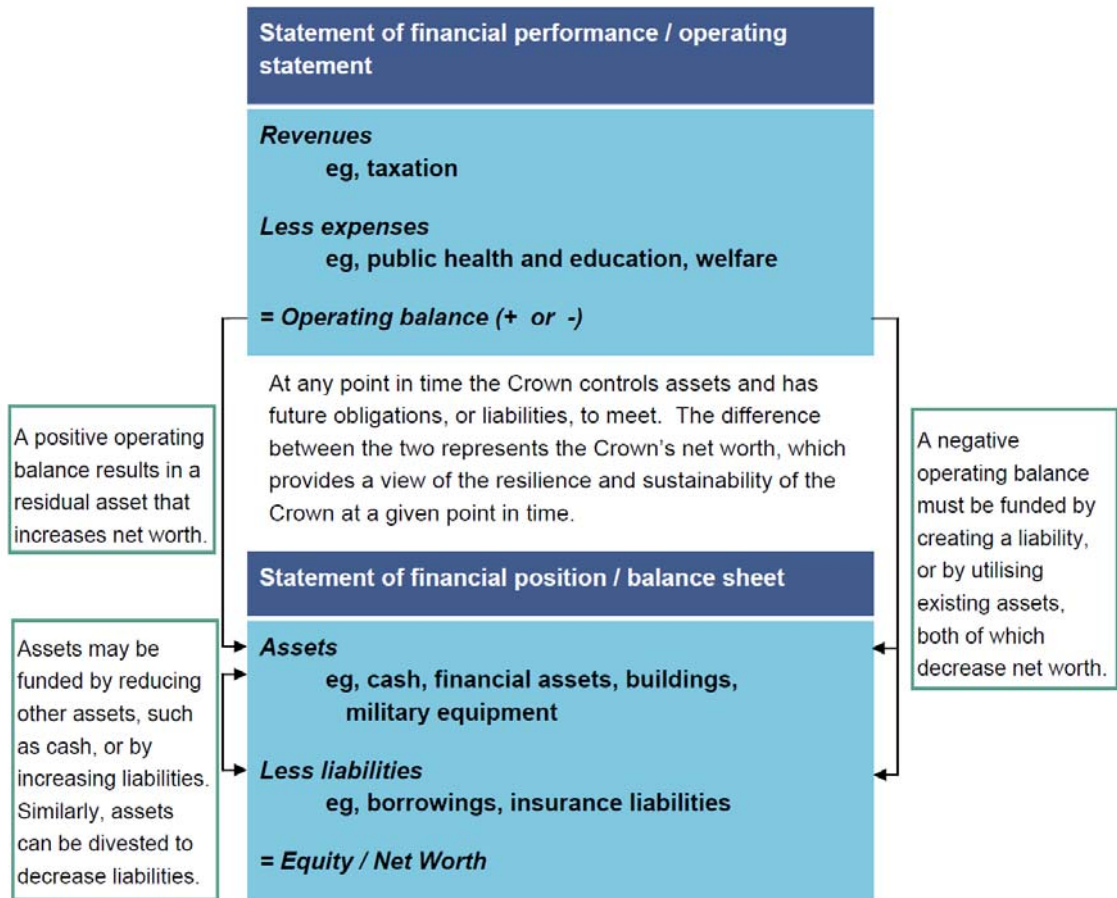 Statement of financial performance / operating
statement
Revenues
eg, taxation
Less expenses
eg, public health and education, welfare
= Operating balance (+ or -)
A positive operating
balance results in a
residual asset that
increases net worth.
At any point in time the Crown controls assets and has
future obligations, or liabilities, to meet. The difference
between the two represents the Crown's net worth, which
provides a view of the resilience and sustainability of the
Crown at a given point in time.
A negative
operating balance
must be funded by
creating a liability,
or by utilising
existing assets,
both of which
decrease net worth.
Statement of financial position / balance sheet
Assets may be
funded by reducing
other assets, such
as cash, or by
increasing liabilities.
Similarly, assets
can be divested to
decrease liabilities.
Assets
eg, cash, financial assets, buildings,
military equipment
Less liabilities
eg, borrowings, insurance liabilities
= Equity / Net Worth